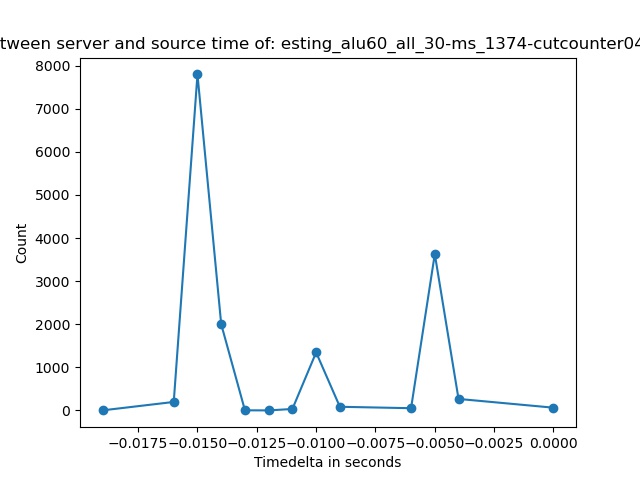 tween server and source time of: esting_alu60_all_30-ms_1374-cutcounter04
8000
7000
6000
5000
4000
3000
2000
1000
0
Count
−0.0175 −0.0150 −0.0125 −0.0100 −0.0075 −0.0050 −0.0025 0.0000
Timedelta in seconds